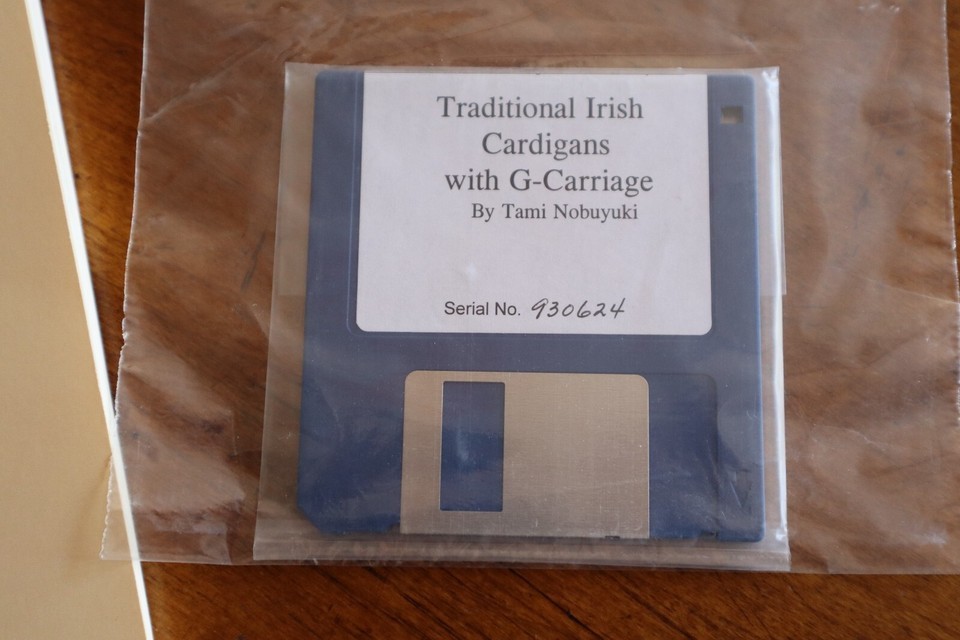 Traditional Irish
Cardigans
with G-Carriage
By Tami Nobuyuki
Serial No. 930624